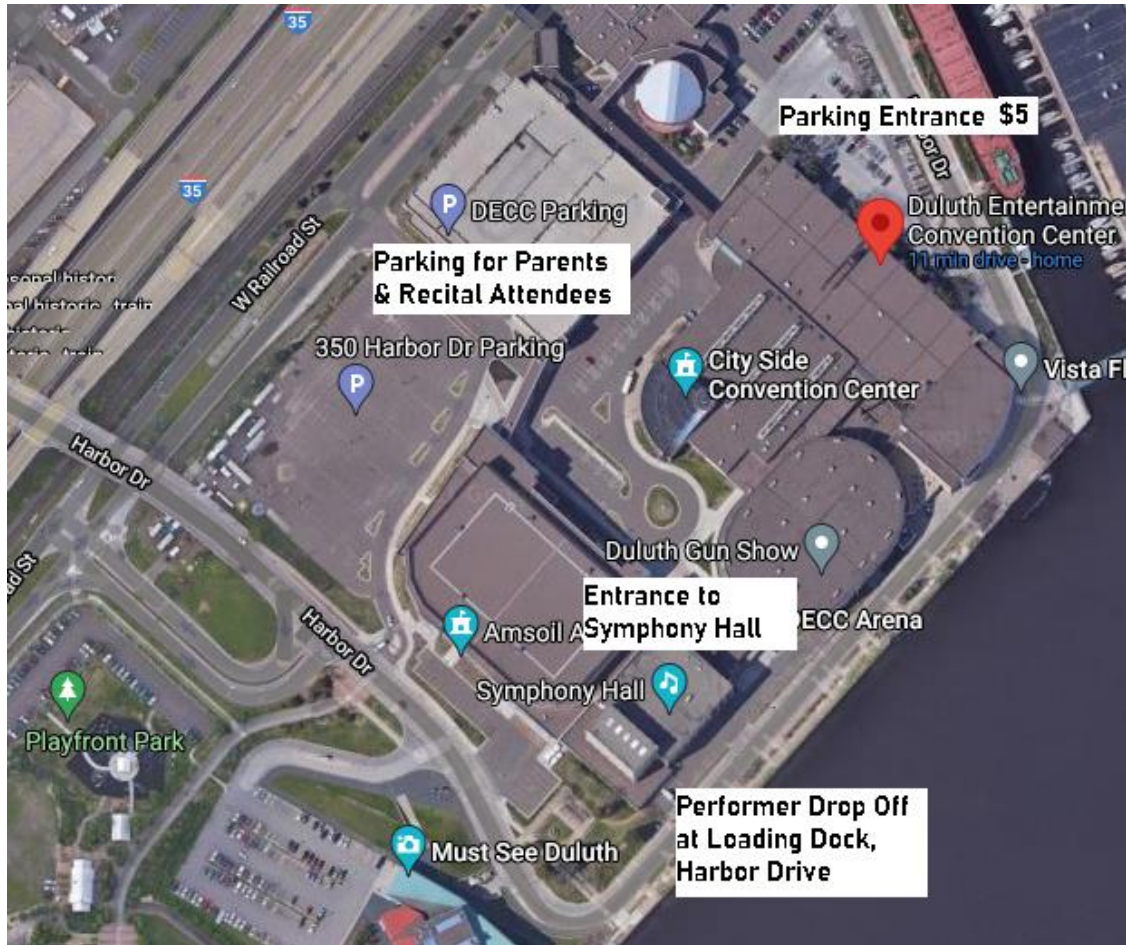 35
Parking Entrance $5
35
DECC Parking
Duluth Entertainme
Convention Center
11 min drive - home
W Railroad St
Parking for Parents
& Recital Attendees
350 Harbor Dr Parking
City Side
Convention Center
Vista Fl
Harbor Dr
Duluth Gun Show
Entrance to
Symphony Hall
DECC Arena
Harbor Dr
Amsoil A
Symphony Hall
Playfront Park
Performer Drop Off
at Loading Dock,
Harbor Drive
Must See Duluth